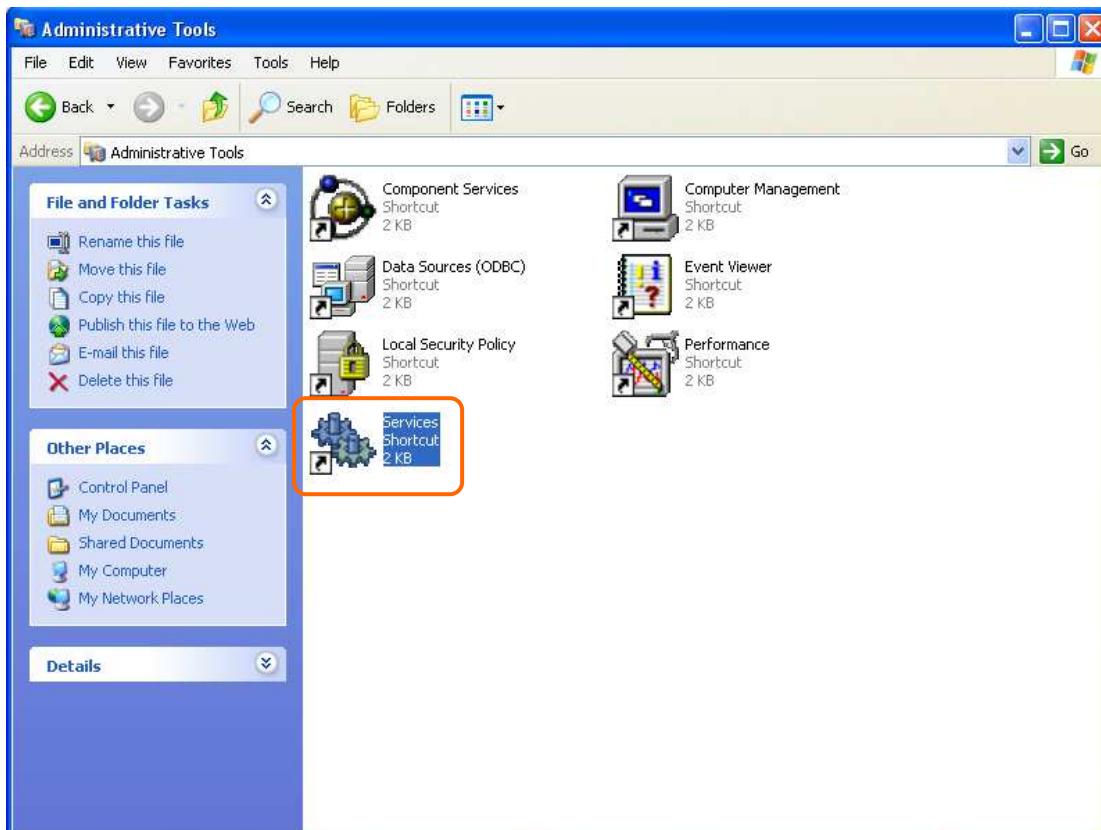 Administrative Tools
File Edit View Favorites Tools Help
Back Search Folders
Address Administrative Tools Go
File and Folder Tasks
Rename this file
Move this file
Copy this file
Publish this file to the Web
E-mail this file
Delete this file
Other Places
Control Panel
My Documents
Shared Documents
My Computer
My Network Places
Details
Component Services
Shortcut
2 KB
Computer Management
Shortcut
2 KB
Data Sources (ODBC)
Shortcut
2 KB
Event Viewer
Shortcut
2 KB
Local Security Policy
Shortcut
2 KB
Performance
Shortcut
2 KB
Services
Shortcut
2 KB